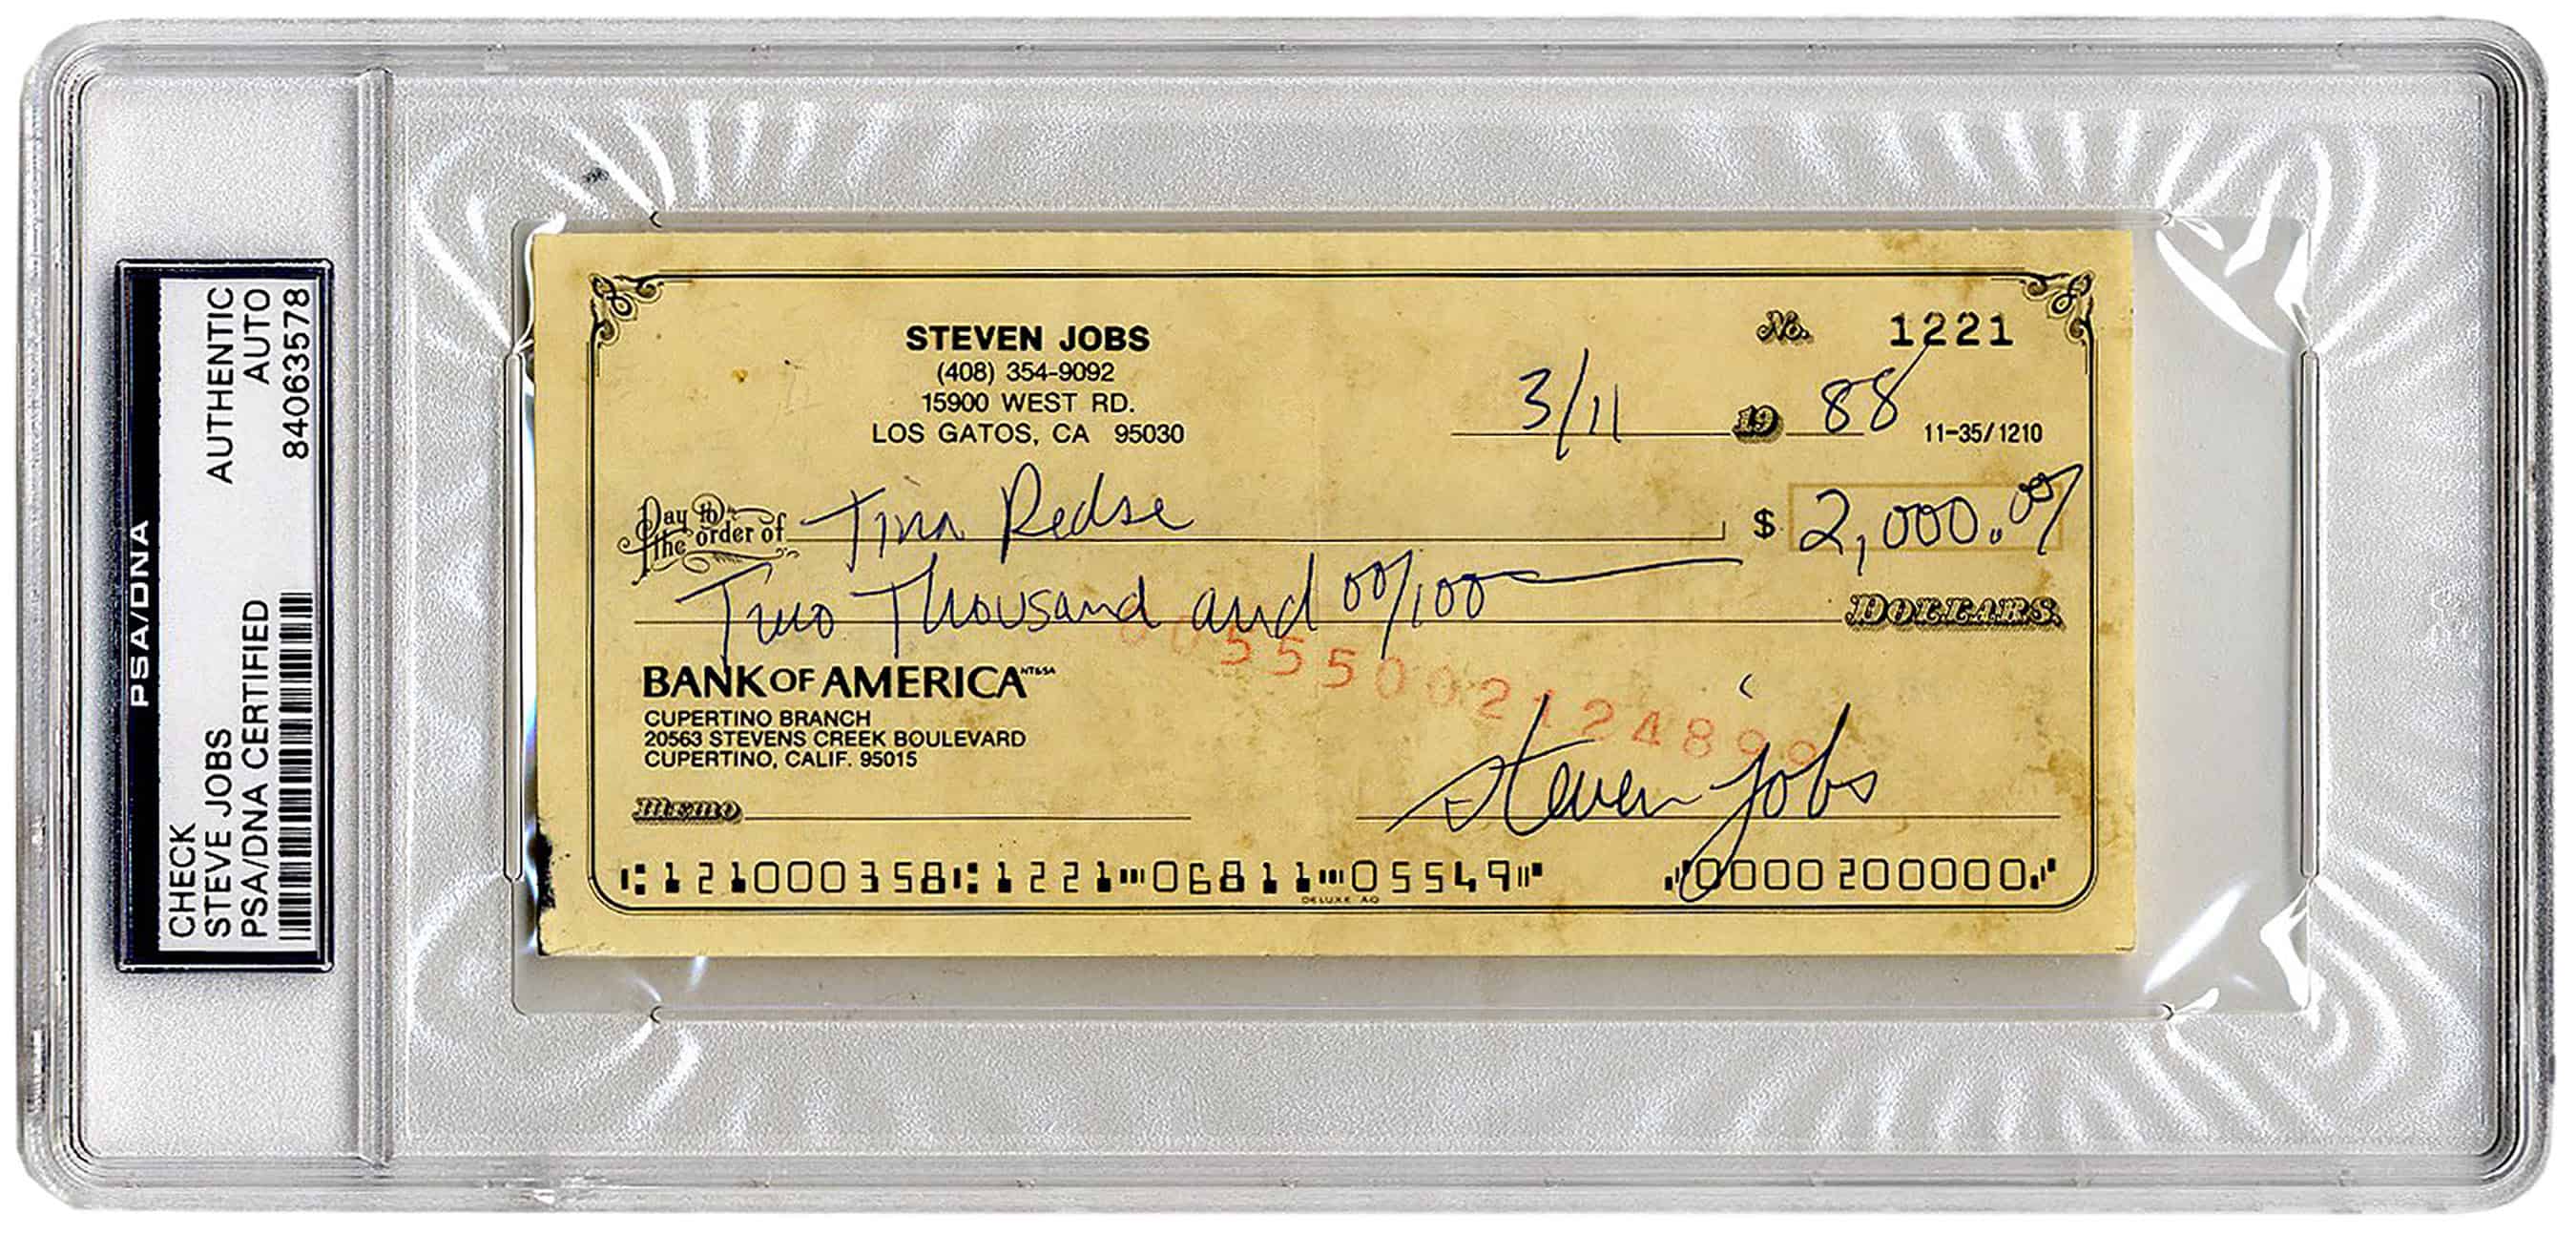 PSA/DNA
CHECK AUTHENTIC
STEVE JOBS AUTO
PSA/DNA CERTIFIED 84063578
STEVEN JOBS
(408) 354-9092
15900 WEST RD.
LOS GATOS, CA 95030
No. 1221
3/11 19 88 11-35/1210
Pay to the order of Tina Redse $ 2,000.00/
Two Thousand and 00/100 DOLLARS
BANK OF AMERICA NT&SA
CUPERTINO BRANCH
20563 STEVENS CREEK BOULEVARD
CUPERTINO, CALIF. 95015
Memo steven jobs
⑆121000358⑆1221⑈06811⑈05549⑈ ⑈0000200000⑈
DELUXE